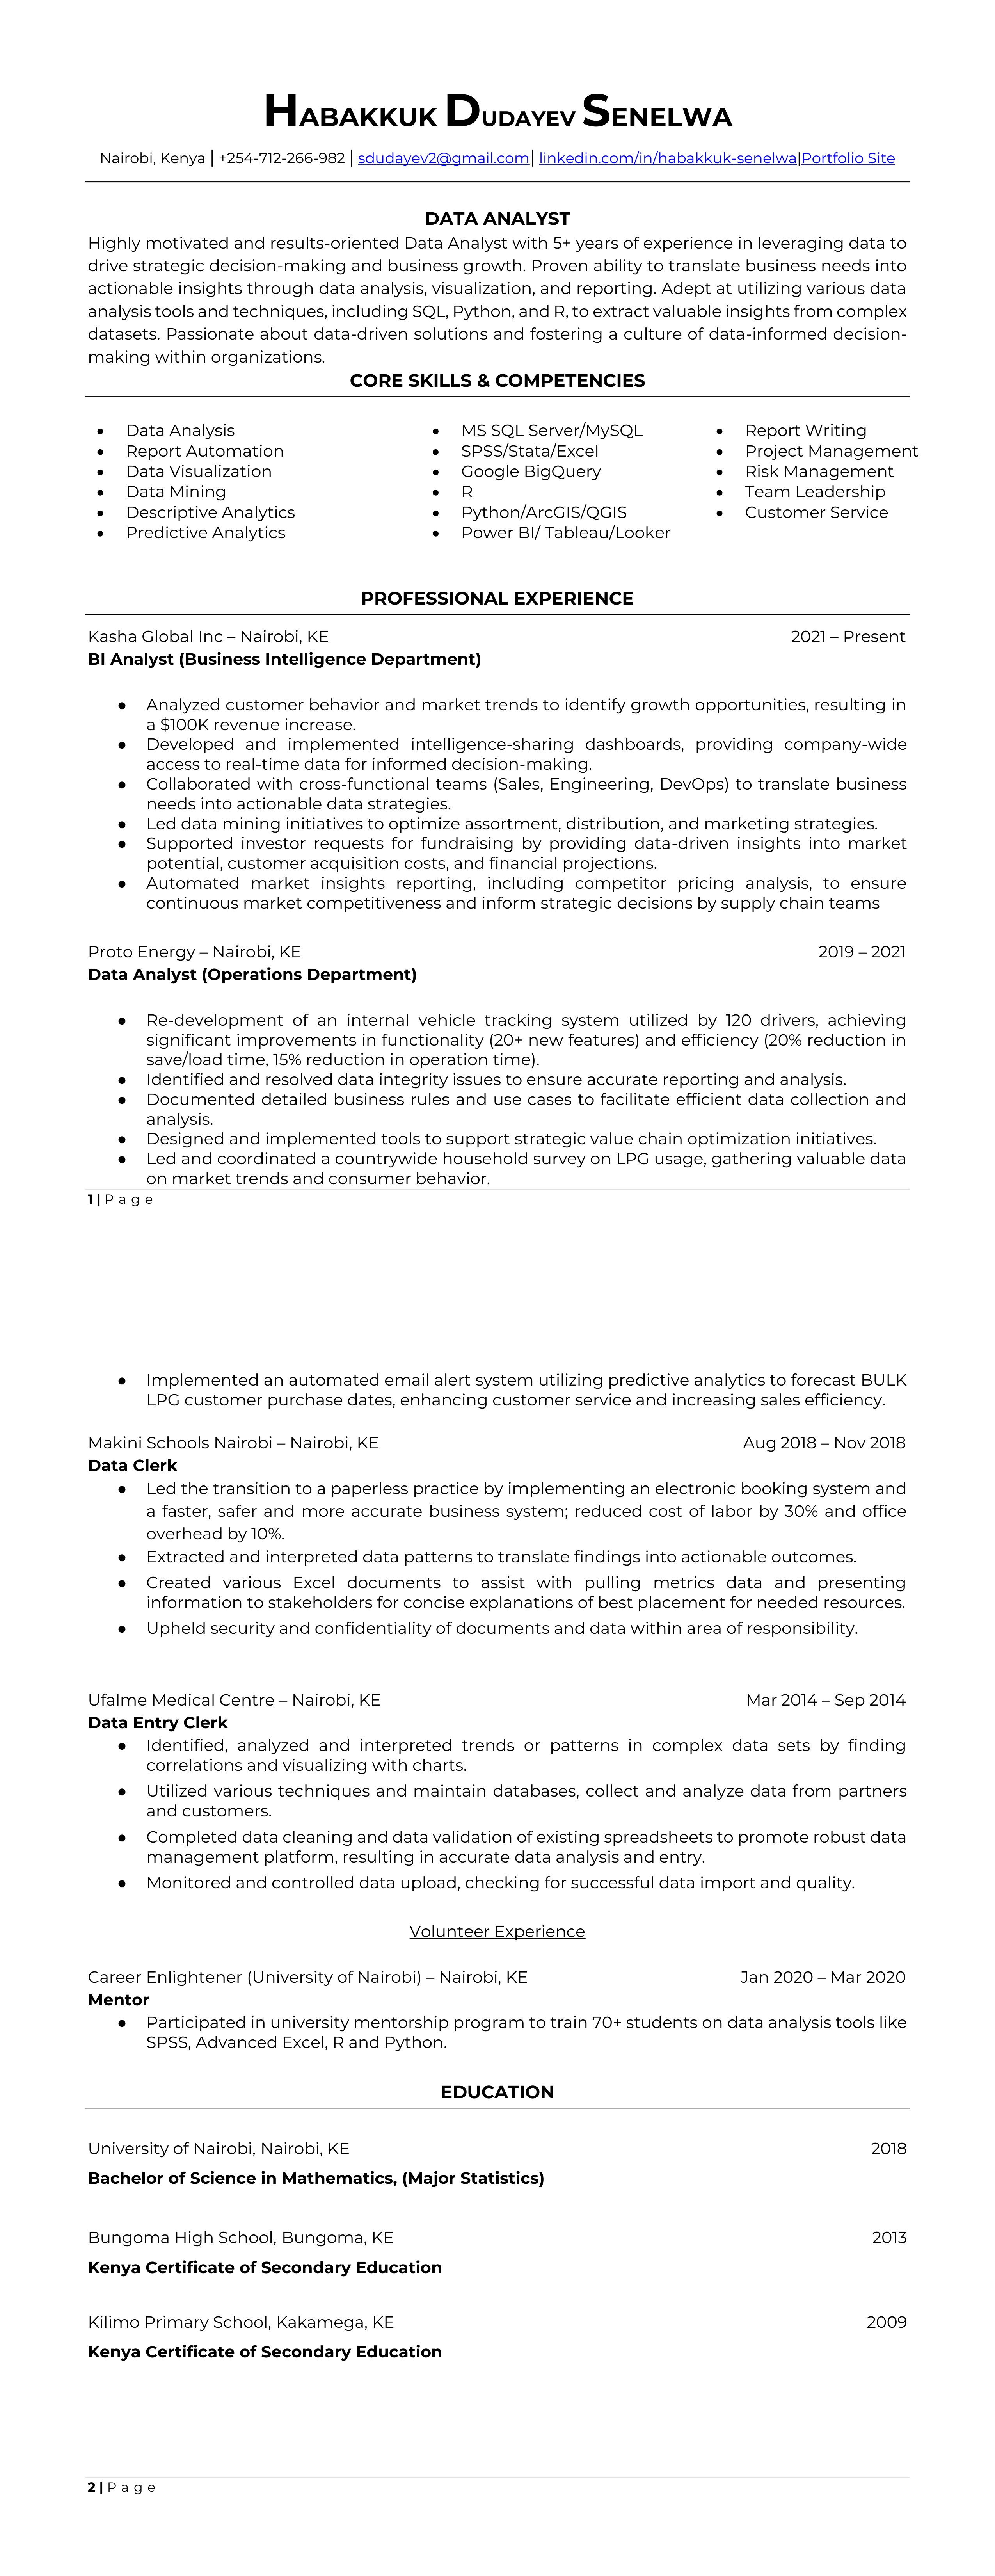 HABAKKUK DUDAYEV SENELWA
Nairobi, Kenya | +254-712-266-982 | sdudayev2@gmail.com| linkedin.com/in/habakkuk-senelwa|Portfolio Site
DATA ANALYST
Highly motivated and results-oriented Data Analyst with 5+ years of experience in leveraging data to
drive strategic decision-making and business growth. Proven ability to translate business needs into
actionable insights through data analysis, visualization, and reporting. Adept at utilizing various data
analysis tools and techniques, including SQL, Python, and R, to extract valuable insights from complex
datasets. Passionate about data-driven solutions and fostering a culture of data-informed decision-
making within organizations.
CORE SKILLS & COMPETENCIES
• Data Analysis
• Report Automation
• Data Visualization
• Data Mining
• Descriptive Analytics
• Predictive Analytics
• MS SQL Server/MySQL
• SPSS/Stata/Excel
• Google BigQuery
• R
• Python/ArcGIS/QGIS
• Power BI/ Tableau/Looker
• Report Writing
• Project Management
• Risk Management
• Team Leadership
• Customer Service
PROFESSIONAL EXPERIENCE
Kasha Global Inc – Nairobi, KE 2021 – Present
BI Analyst (Business Intelligence Department)
● Analyzed customer behavior and market trends to identify growth opportunities, resulting in
a $100K revenue increase.
● Developed and implemented intelligence-sharing dashboards, providing company-wide
access to real-time data for informed decision-making.
● Collaborated with cross-functional teams (Sales, Engineering, DevOps) to translate business
needs into actionable data strategies.
● Led data mining initiatives to optimize assortment, distribution, and marketing strategies.
● Supported investor requests for fundraising by providing data-driven insights into market
potential, customer acquisition costs, and financial projections.
● Automated market insights reporting, including competitor pricing analysis, to ensure
continuous market competitiveness and inform strategic decisions by supply chain teams
Proto Energy – Nairobi, KE 2019 – 2021
Data Analyst (Operations Department)
● Re-development of an internal vehicle tracking system utilized by 120 drivers, achieving
significant improvements in functionality (20+ new features) and efficiency (20% reduction in
save/load time, 15% reduction in operation time).
● Identified and resolved data integrity issues to ensure accurate reporting and analysis.
● Documented detailed business rules and use cases to facilitate efficient data collection and
analysis.
● Designed and implemented tools to support strategic value chain optimization initiatives.
● Led and coordinated a countrywide household survey on LPG usage, gathering valuable data
on market trends and consumer behavior.
1 | P a g e
● Implemented an automated email alert system utilizing predictive analytics to forecast BULK
LPG customer purchase dates, enhancing customer service and increasing sales efficiency.
Makini Schools Nairobi – Nairobi, KE Aug 2018 – Nov 2018
Data Clerk
● Led the transition to a paperless practice by implementing an electronic booking system and
a faster, safer and more accurate business system; reduced cost of labor by 30% and office
overhead by 10%.
● Extracted and interpreted data patterns to translate findings into actionable outcomes.
● Created various Excel documents to assist with pulling metrics data and presenting
information to stakeholders for concise explanations of best placement for needed resources.
● Upheld security and confidentiality of documents and data within area of responsibility.
Ufalme Medical Centre – Nairobi, KE Mar 2014 – Sep 2014
Data Entry Clerk
● Identified, analyzed and interpreted trends or patterns in complex data sets by finding
correlations and visualizing with charts.
● Utilized various techniques and maintain databases, collect and analyze data from partners
and customers.
● Completed data cleaning and data validation of existing spreadsheets to promote robust data
management platform, resulting in accurate data analysis and entry.
● Monitored and controlled data upload, checking for successful data import and quality.
Volunteer Experience
Career Enlightener (University of Nairobi) – Nairobi, KE Jan 2020 – Mar 2020
Mentor
● Participated in university mentorship program to train 70+ students on data analysis tools like
SPSS, Advanced Excel, R and Python.
EDUCATION
University of Nairobi, Nairobi, KE 2018
Bachelor of Science in Mathematics, (Major Statistics)
Bungoma High School, Bungoma, KE 2013
Kenya Certificate of Secondary Education
Kilimo Primary School, Kakamega, KE 2009
Kenya Certificate of Secondary Education
2 | P a g e